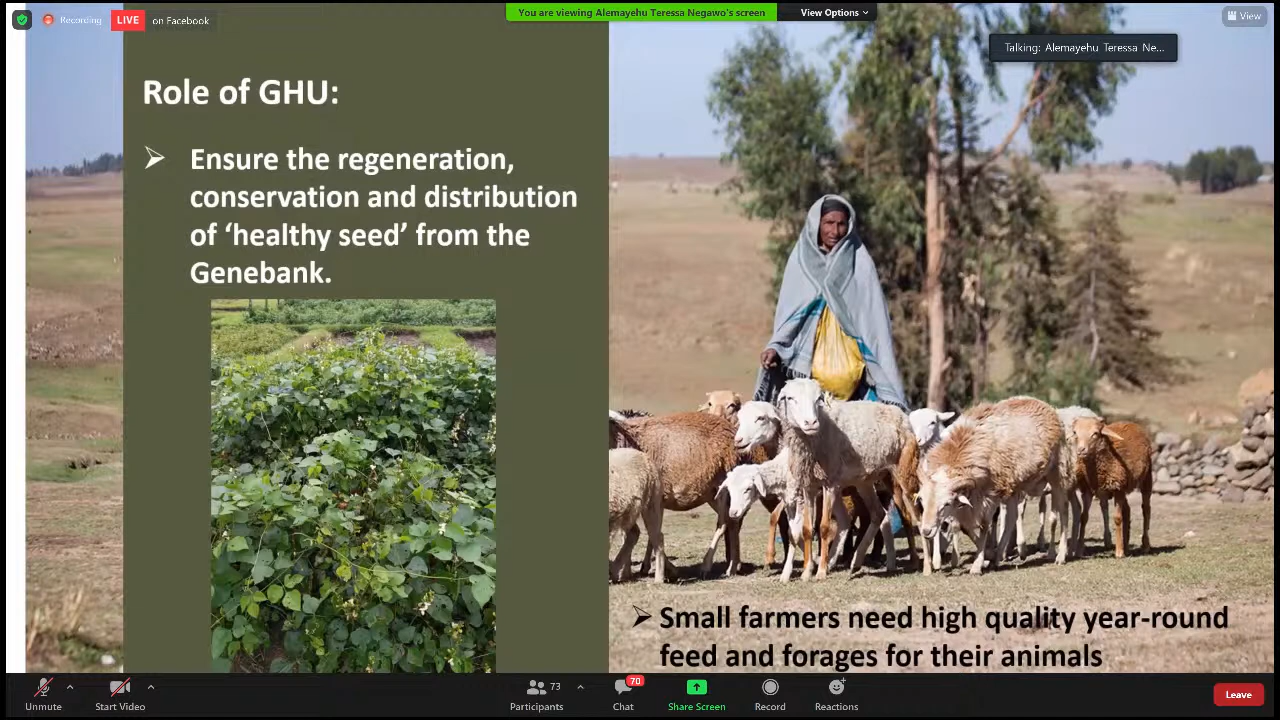 Recording
LIVE
on Facebook
You are viewing Alemayehu Teressa Negawo's screen
View Options
View
Talking: Alemayehu Teressa Ne...
Role of GHU:
Ensure the regeneration,
conservation and distribution
of ‘healthy seed’ from the
Genebank.
Small farmers need high quality year-round
feed and forages for their animals
Unmute
Start Video
73
Participants
70
Chat
Share Screen
Record
Reactions
Leave